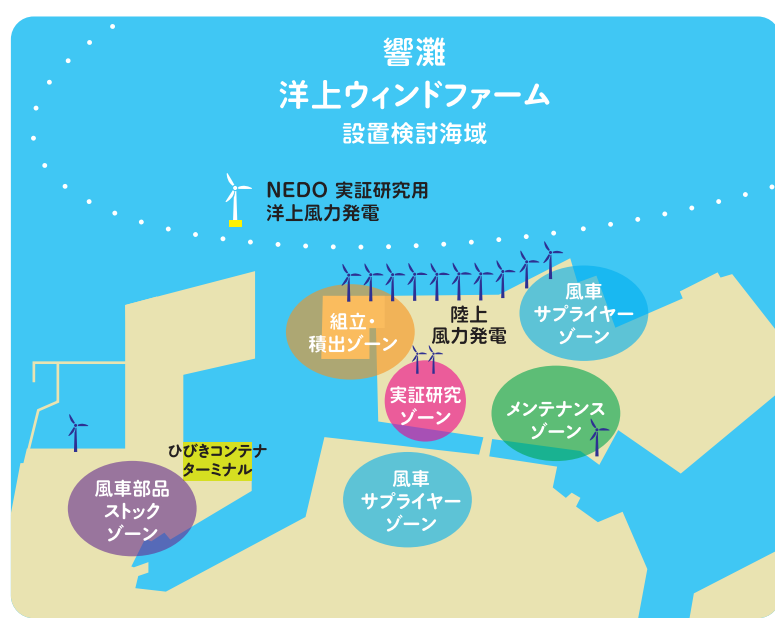 響灘
洋上ウィンドファーム
設置検討海域
NEDO 実証研究用
洋上風力発電
風車
サプライヤー
ゾーン
組立・
積出ゾーン
陸上
風力発電
実証研究
ゾーン
メンテナンス
ゾーン
ひびきコンテナ
ターミナル
風車部品
ストック
ゾーン
風車
サプライヤー
ゾーン